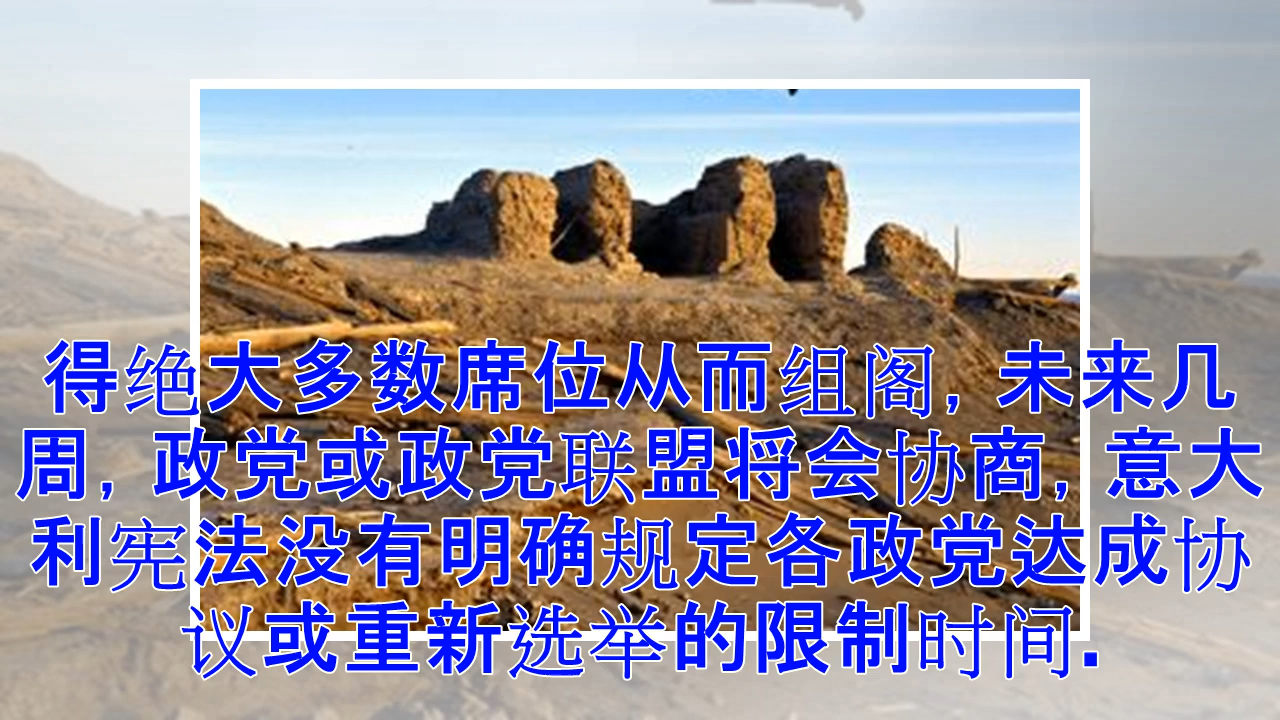 得绝大多数席位从而组阁, 未来几
周, 政党或政党联盟将会协商, 意大
利宪法没有明确规定各政党达成协
议或重新选举的限制时间.